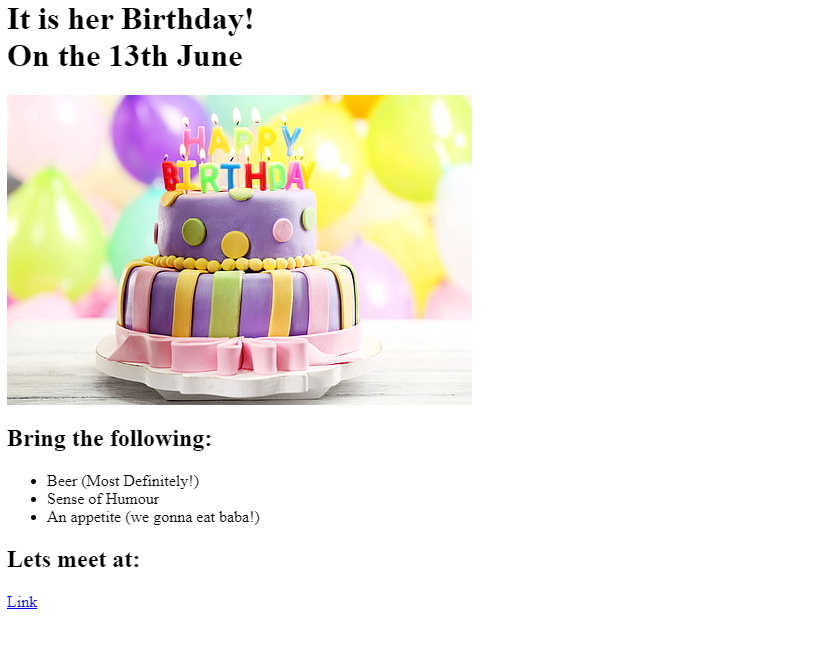 It is her Birthday!
On the 13th June
HAPPY
BIRTHDAY
Bring the following:
Beer (Most Definitely!)
Sense of Humour
An appetite (we gonna eat baba!)
Lets meet at:
Link